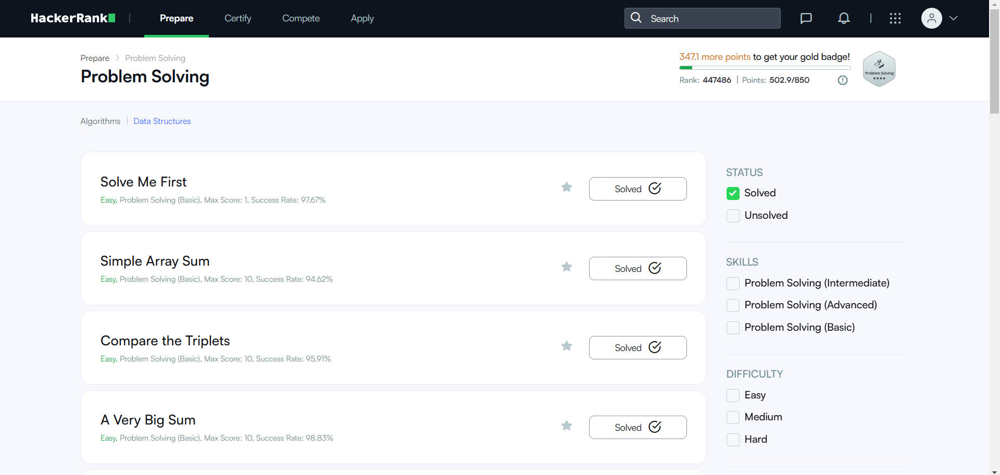 HackerRank
Prepare
Certify
Compete
Apply
Search
Prepare
Problem Solving
Problem Solving
347.1 more points to get your gold badge!
Rank: 447486 | Points: 502.9/850
Problem Solving
Algorithms
Data Structures
Solve Me First
Easy, Problem Solving (Basic), Max Score: 1, Success Rate: 97.67%
Solved
Simple Array Sum
Easy, Problem Solving (Basic), Max Score: 10, Success Rate: 94.62%
Solved
Compare the Triplets
Easy, Problem Solving (Basic), Max Score: 10, Success Rate: 95.91%
Solved
A Very Big Sum
Easy, Problem Solving (Basic), Max Score: 10, Success Rate: 98.83%
Solved
STATUS
Solved
Unsolved
SKILLS
Problem Solving (Intermediate)
Problem Solving (Advanced)
Problem Solving (Basic)
DIFFICULTY
Easy
Medium
Hard